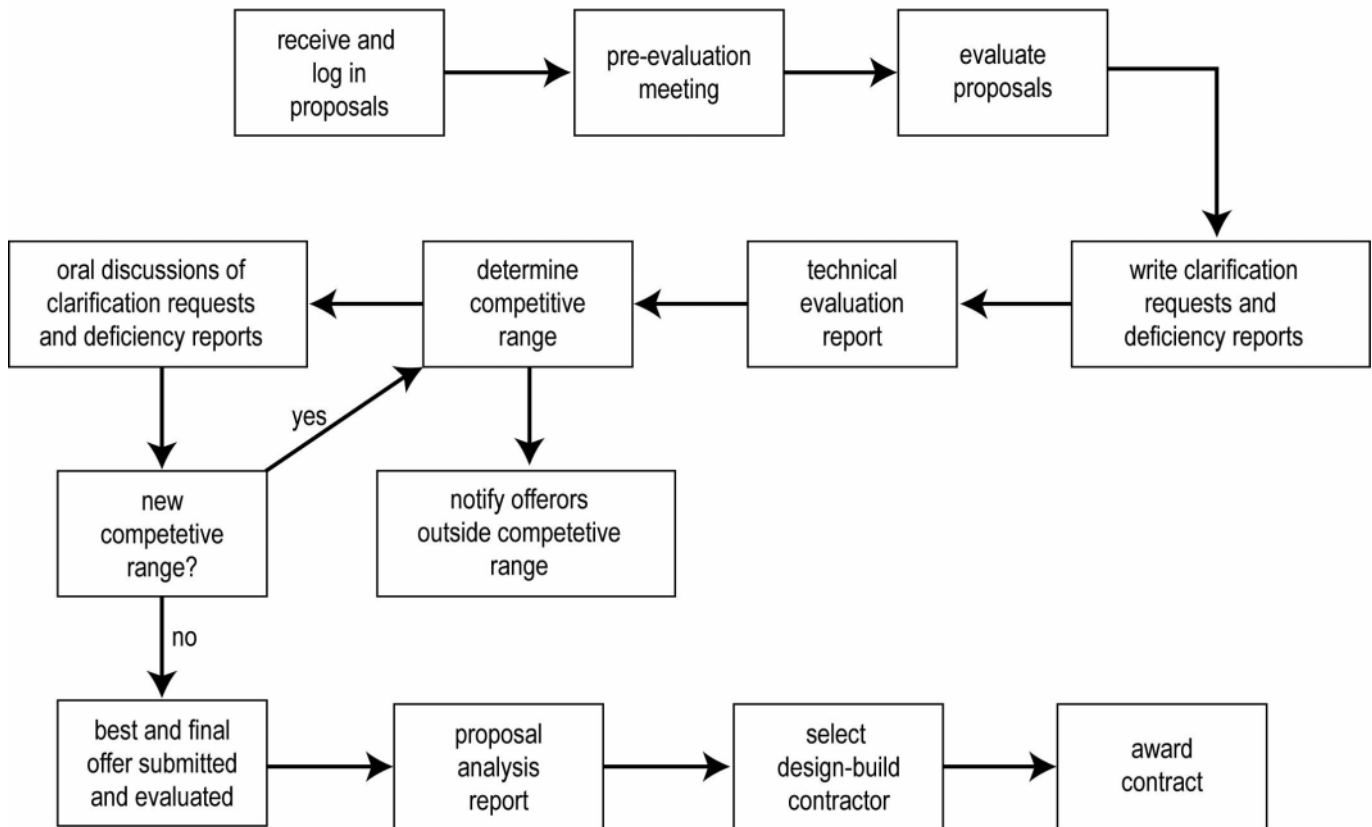 receive and
log in
proposals
pre-evaluation
meeting
evaluate
proposals
oral discussions of
clarification requests
and deficiency reports
determine
competitive
range
technical
evaluation
report
write clarification
requests and
deficiency reports
yes
new
competetive
range?
notify offerors
outside competetive
range
no
best and final
offer submitted
and evaluated
proposal
analysis
report
select
design-build
contractor
award
contract